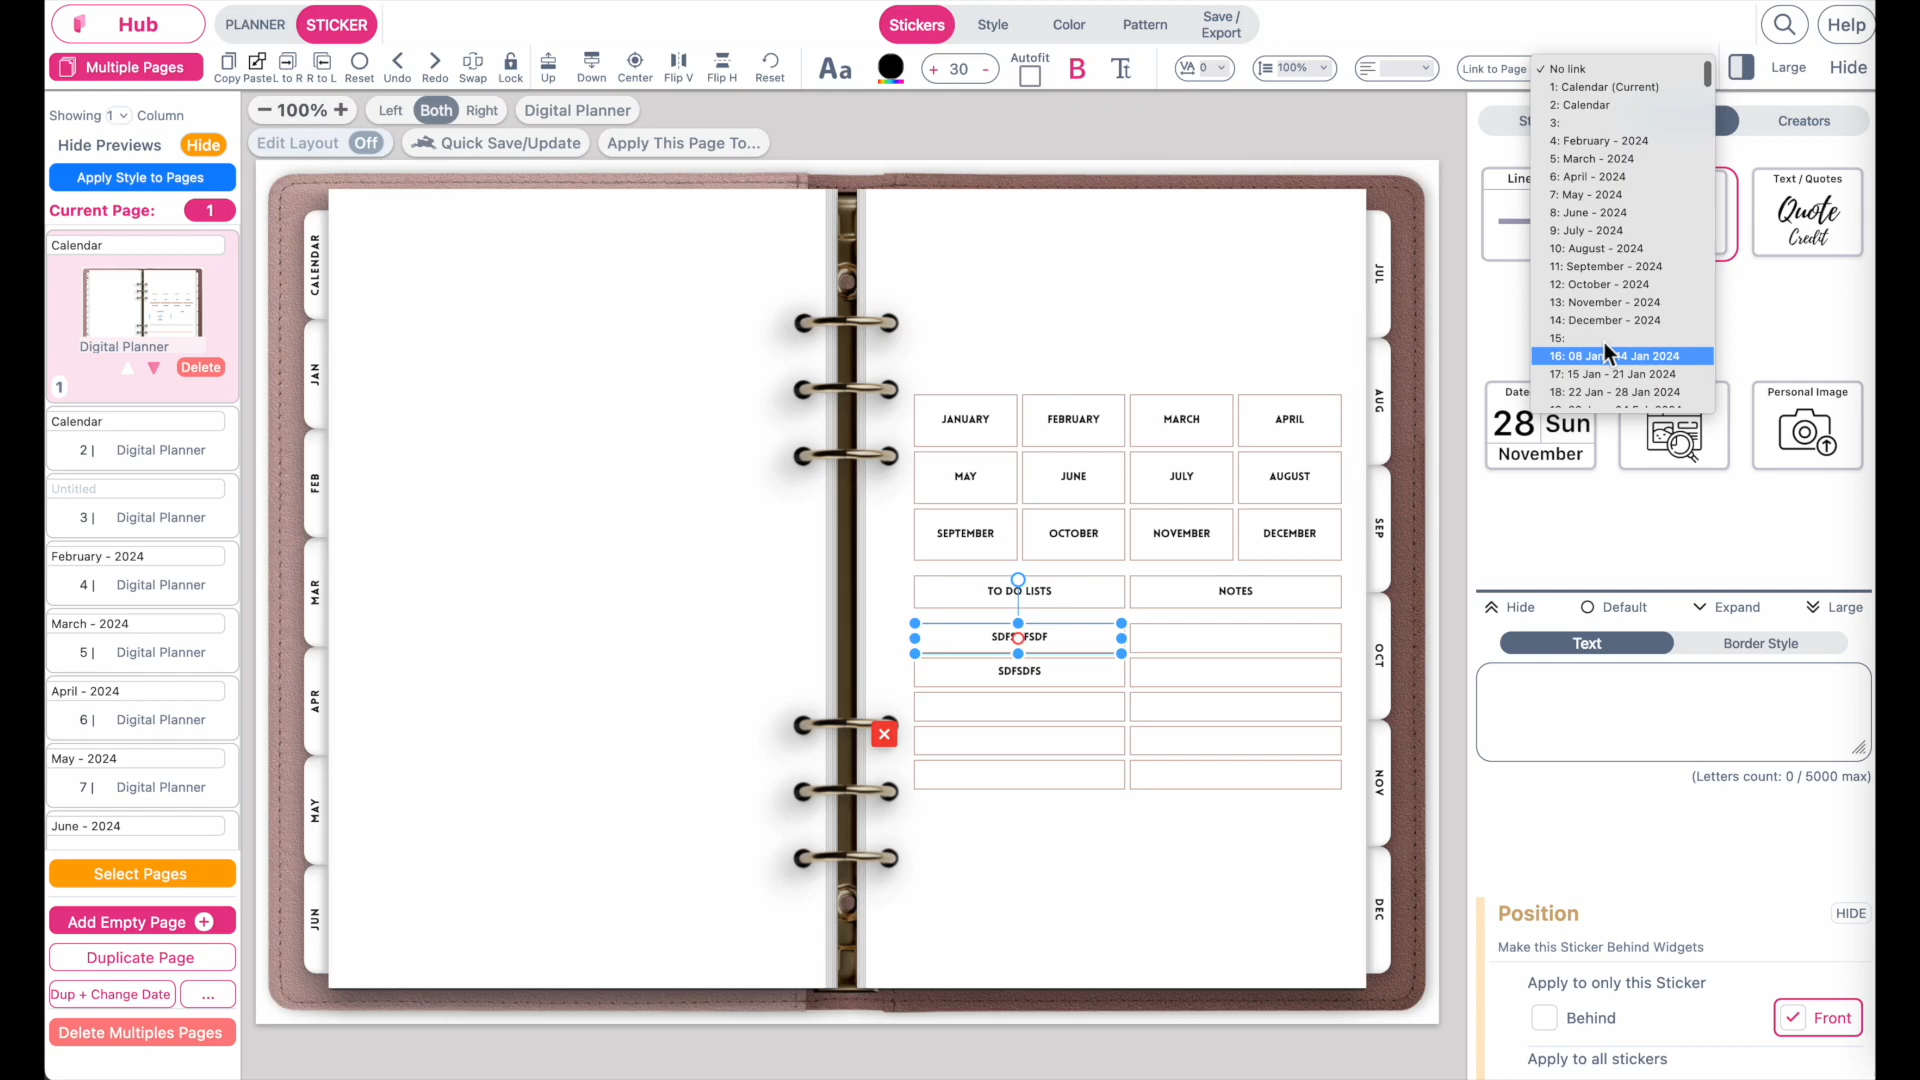 Hub
PLANNER
STICKER
Stickers
Style
Color
Pattern
Save / Export
Help
Multiple Pages
Copy
Paste
L to R
R to L
Reset
Undo
Redo
Swap
Lock
Up
Down
Center
Flip V
Flip H
Reset
Aa
+ 30 -
Autofit
B
VA 0
100%
Link to Page
Large
Hide
✓ No link
1: Calendar (Current)
2: Calendar
3:
4: February - 2024
5: March - 2024
6: April - 2024
7: May - 2024
8: June - 2024
9: July - 2024
10: August - 2024
11: September - 2024
12: October - 2024
13: November - 2024
14: December - 2024
15:
16: 08 Jan 14 Jan 2024
17: 15 Jan - 21 Jan 2024
18: 22 Jan - 28 Jan 2024
Showing 1 Column
Hide Previews
Hide
Apply Style to Pages
Current Page:
1
Calendar
Digital Planner
Delete
1
Calendar
2 | Digital Planner
Untitled
3 | Digital Planner
February - 2024
4 | Digital Planner
March - 2024
5 | Digital Planner
April - 2024
6 | Digital Planner
May - 2024
7 | Digital Planner
June - 2024
Select Pages
Add Empty Page
Duplicate Page
Dup + Change Date
...
Delete Multiples Pages
100%
Left
Both
Right
Digital Planner
Edit Layout
Off
Quick Save/Update
Apply This Page To...
CALENDAR
JAN
FEB
MAR
APR
MAY
JUN
JANUARY
FEBRUARY
MARCH
APRIL
MAY
JUNE
JULY
AUGUST
SEPTEMBER
OCTOBER
NOVEMBER
DECEMBER
TO DO LISTS
NOTES
SDFSDFS
JUL
AUG
SEP
OCT
NOV
DEC
Creators
Line
Text / Quotes
Quote
Credit
Date
28 Sun
November
Personal Image
Hide
Default
Expand
Large
Text
Border Style
(Letters count: 0 / 5000 max)
Position
HIDE
Make this Sticker Behind Widgets
Apply to only this Sticker
Behind
Front
Apply to all stickers